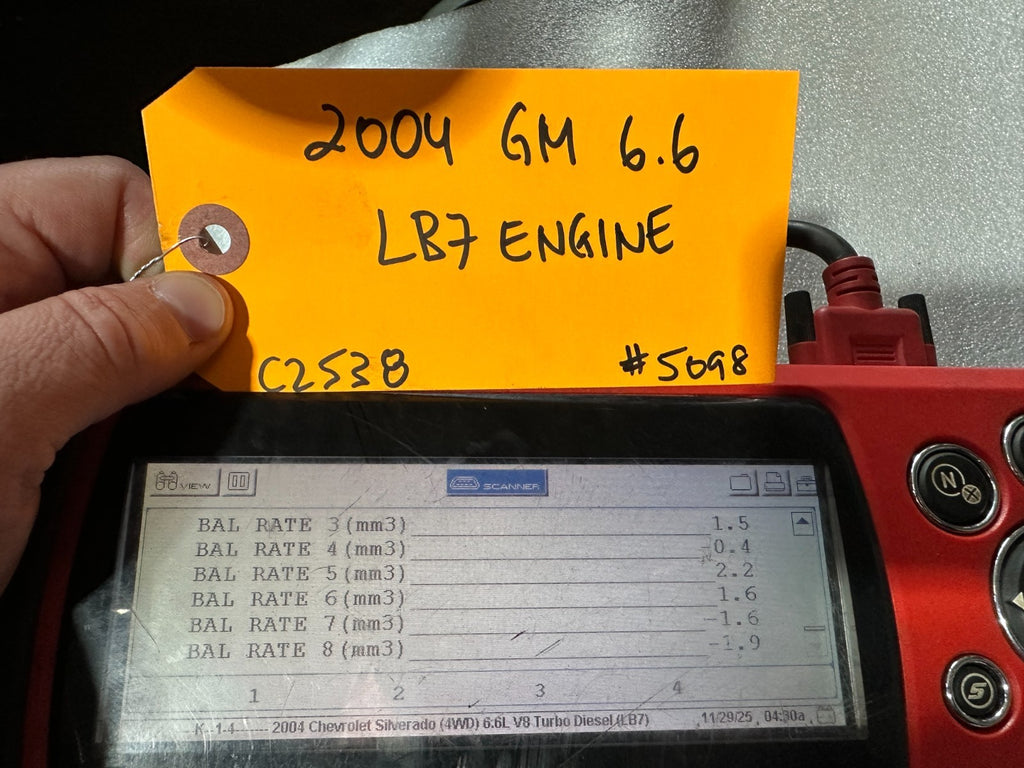 2004 GM 6.6
LB7 ENGINE
C2538 #5098
VIEW SCANNER
BAL RATE 3(mm3) 1.5
BAL RATE 4(mm3) -0.4
BAL RATE 5(mm3) 2.2
BAL RATE 6(mm3) 1.6
BAL RATE 7(mm3) -1.6
BAL RATE 8(mm3) -1.9
1 2 3 4
2004 Chevrolet Silverado (4WD) 6.6L V8 Turbo Diesel (LB7) 11/29/25 04:30a
N
S